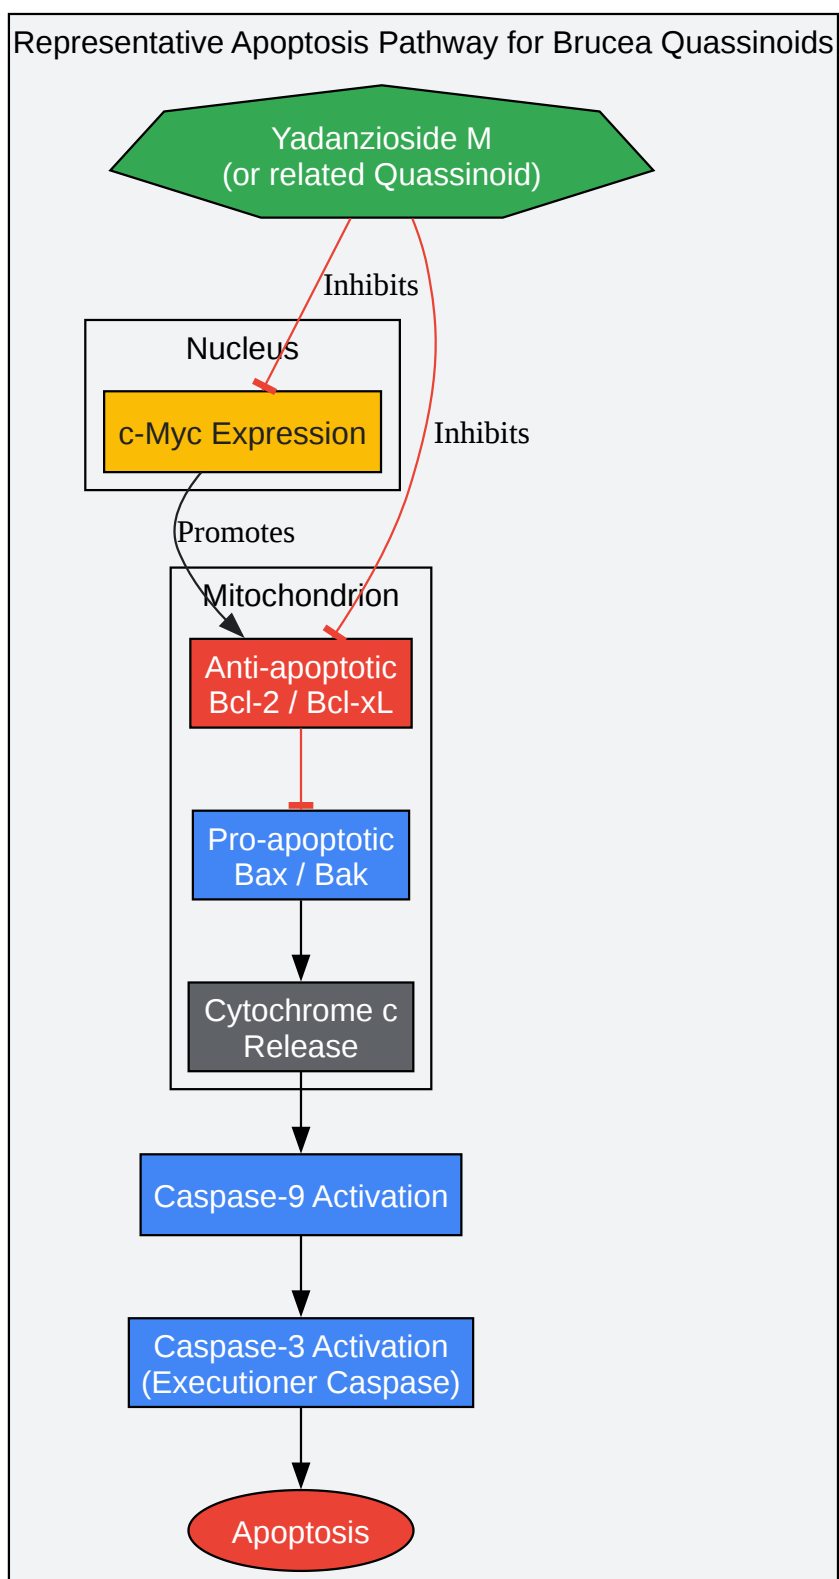 Representative Apoptosis Pathway for Brucea Quassinoids
Yadanzioside M
(or related Quassinoid)
Inhibits
Nucleus
c-Myc Expression
Inhibits
Promotes
Mitochondrion
Anti-apoptotic
Bcl-2 / Bcl-xL
Pro-apoptotic
Bax / Bak
Cytochrome c
Release
Caspase-9 Activation
Caspase-3 Activation
(Executioner Caspase)
Apoptosis